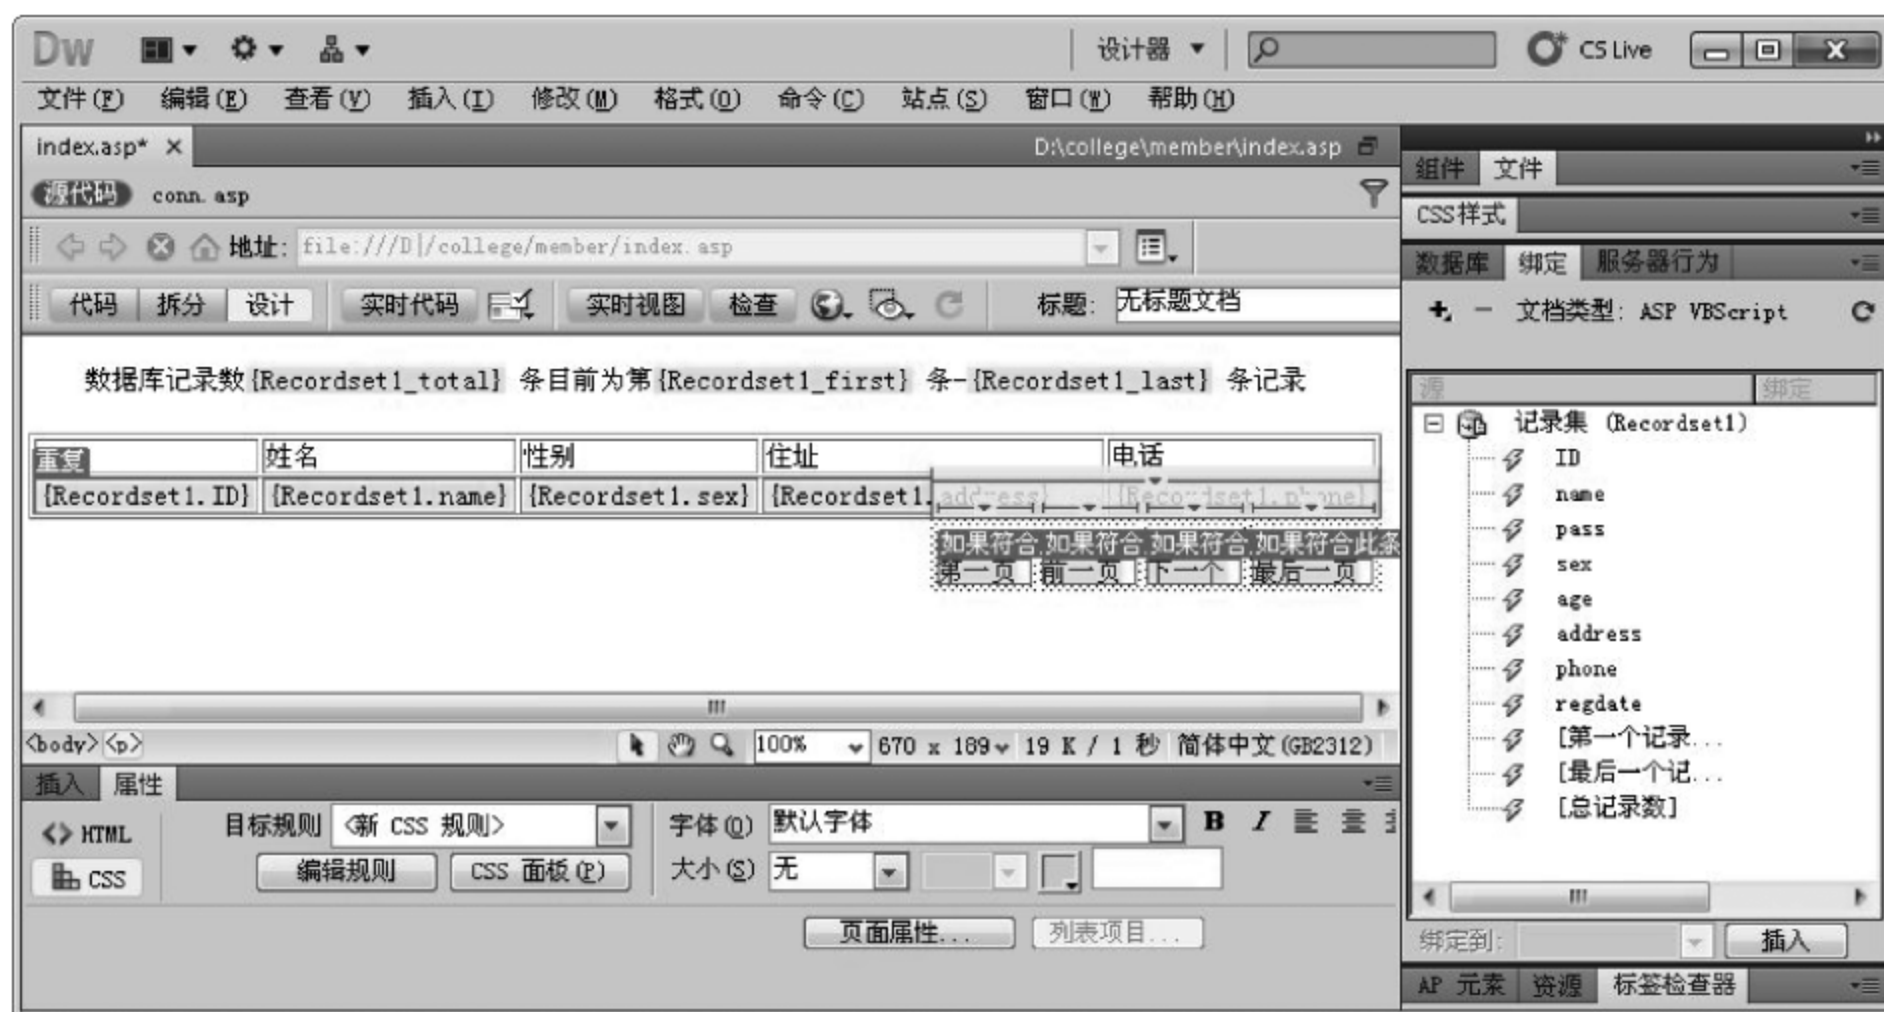 Dw 设计器 CS Live
文件(F) 编辑(E) 查看(V) 插入(I) 修改(M) 格式(O) 命令(C) 站点(S) 窗口(W) 帮助(H)
index.asp* D:\college\member\index.asp
源代码 conn.asp
地址: file:///D|/college/member/index.asp
代码 拆分 设计 实时代码 实时视图 检查 标题: 无标题文档
数据库记录数{Recordset1_total} 条目前为第{Recordset1_first} 条-{Recordset1_last} 条记录
重复 姓名 性别 住址 电话
{Recordset1.ID} {Recordset1.name} {Recordset1.sex} {Recordset1.address} {Recordset1.phone}
如果符合 如果符合 如果符合 如果符合此条
第一页 前一页 下一个 最后一页
<body> <p> 100% 670 x 189 19 K / 1 秒 简体中文(GB2312)
插入 属性
<> HTML 目标规则 <新 CSS 规则> 字体(O) 默认字体 B I
CSS 编辑规则 CSS 面板(P) 大小(S) 无
页面属性... 列表项目...
组件 文件
CSS样式
数据库 绑定 服务器行为
文档类型: ASP VBScript
源 绑定
记录集 (Recordset1)
ID
name
pass
sex
age
address
phone
regdate
[第一个记录...
[最后一个记...
[总记录数]
绑定到: 插入
AP 元素 资源 标签检查器